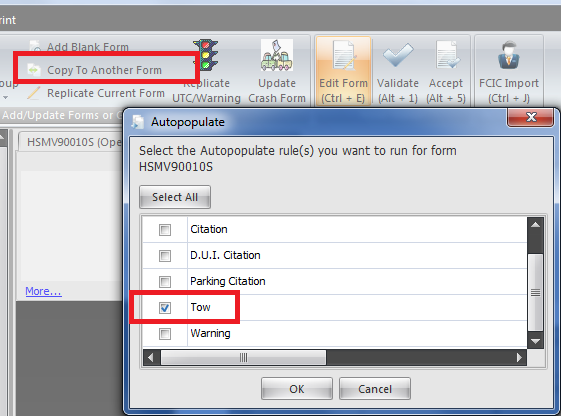 rint
Add Blank Form
Copy To Another Form
Replicate Current Form
oup
Replicate
UTC/Warning
Update
Crash Form
Edit Form
(Ctrl + E)
Validate
(Alt + 1)
Accept
(Alt + 5)
FCIC Import
(Ctrl + J)
Add/Update Forms or C
HSMV90010S (Ope
More...
Autopopulate
Select the Autopopulate rule(s) you want to run for form
HSMV90010S
Select All
Citation
D.U.I. Citation
Parking Citation
Tow
Warning
OK
Cancel